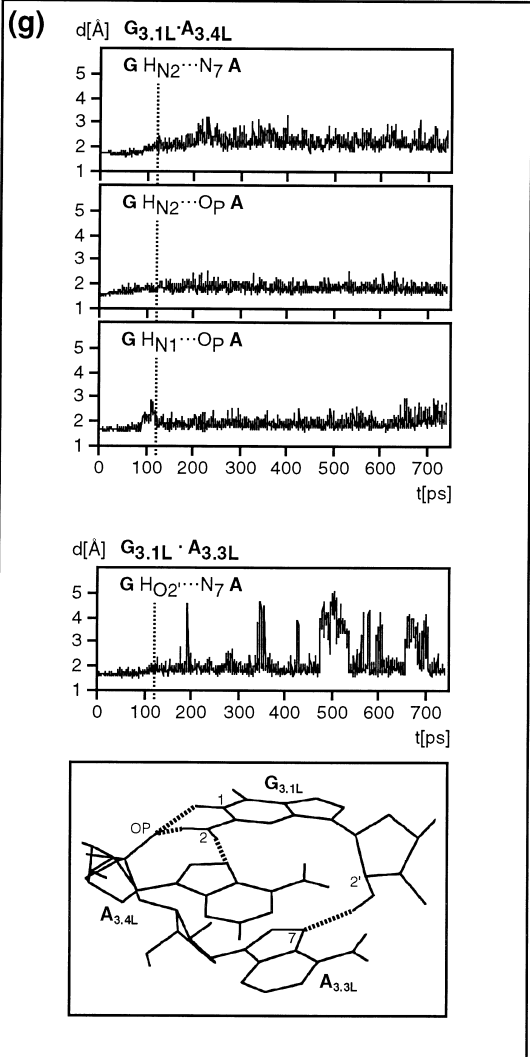 (g)
d[Å] G3.1L·A3.4L
G HN2···N7 A
5
4
3
2
1
G HN2···OP A
5
4
3
2
1
G HN1···OP A
5
4
3
2
1
0 100 200 300 400 500 600 700
t[ps]
d[Å] G3.1L · A3.3L
G HO2'···N7 A
5
4
3
2
1
0 100 200 300 400 500 600 700
t[ps]
G3.1L
1
OP
2
2'
A3.4L
7
A3.3L